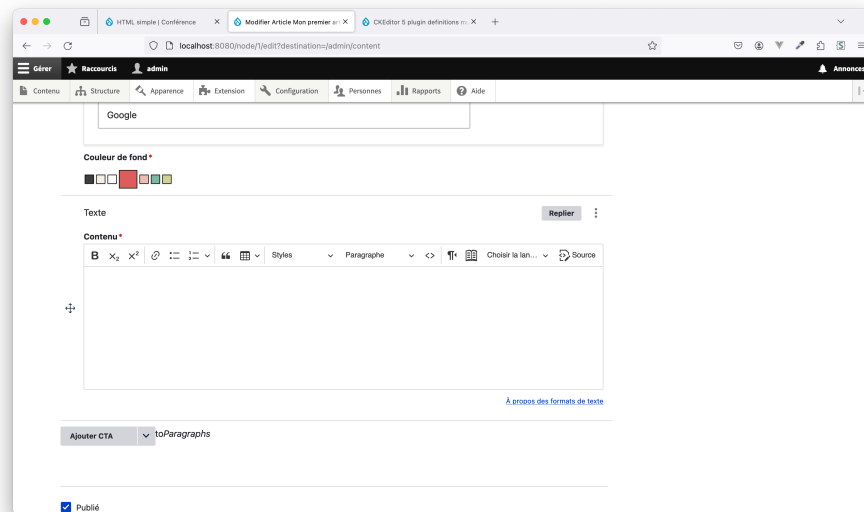 HTML simple | Conférence
Modifier Article Mon premier ar
CKEditor 5 plugin definitions m
localhost:8080/node/1/edit?destination=/admin/content
Gérer Raccourcis admin Annonces
Contenu Structure Apparence Extension Configuration Personnes Rapports Aide
Google
Couleur de fond*
Texte Replier
Contenu*
B X₂ X² Styles Paragraphe <> Choisir la lan... Source
À propos des formats de texte
Ajouter CTA toParagraphs
Publié